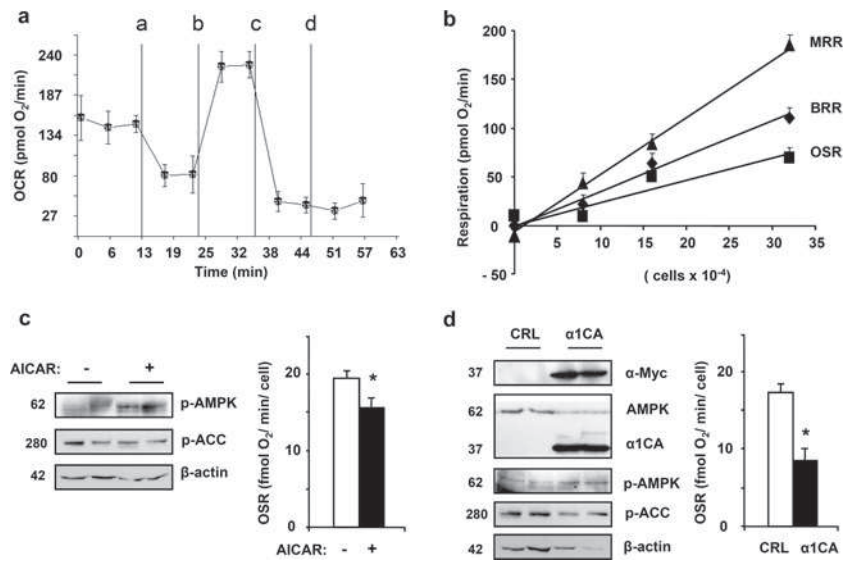 a
a b c d
OCR (pmol O2/min)
240
187
134
80
27
0 6 13 19 25 32 38 44 51 57 63
Time (min)
b
Respiration (pmol O2/min)
200
150
100
50
0
- 50
5 10 15 20 25 30 35
( cells x 10-4)
MRR
BRR
OSR
c
AICAR: - +
62 p-AMPK
280 p-ACC
42 β-actin
OSR (fmol O2/ min/ cell)
20
10
0
*
AICAR: - +
d
CRL α1CA
37 α-Myc
62 AMPK
37 α1CA
62 p-AMPK
280 p-ACC
42 β-actin
OSR (fmol O2/ min/ cell)
20
10
0
*
CRL α1CA